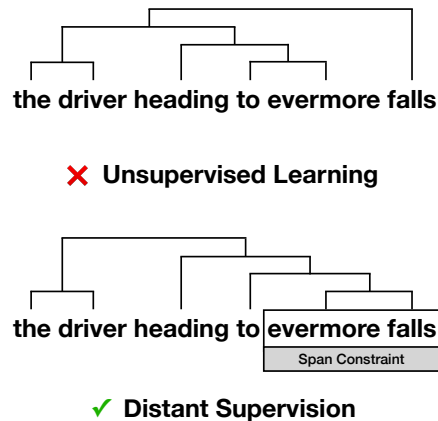 the driver heading to evermore falls
✗ Unsupervised Learning
the driver heading to evermore falls
Span Constraint
✓ Distant Supervision